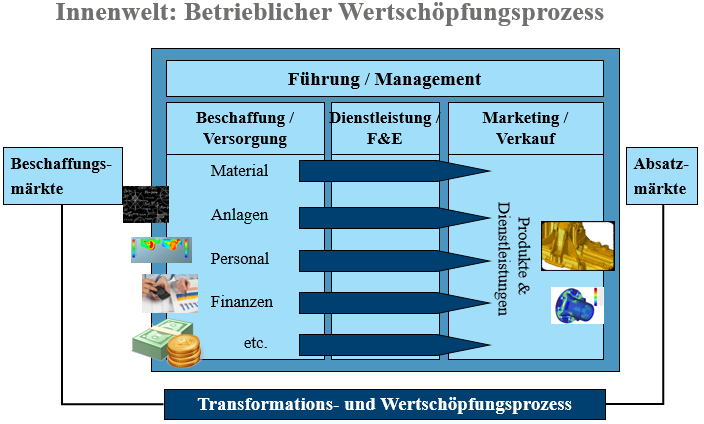 Innenwelt: Betrieblicher Wertschöpfungsprozess
Führung / Management
Beschaffung /
Versorgung
Dienstleistung /
F&E
Marketing /
Verkauf
Beschaffungs-
märkte
Absatz-
märkte
Material
Anlagen
Personal
Finanzen
etc.
Produkte &
Dienstleistungen
Transformations- und Wertschöpfungsprozess